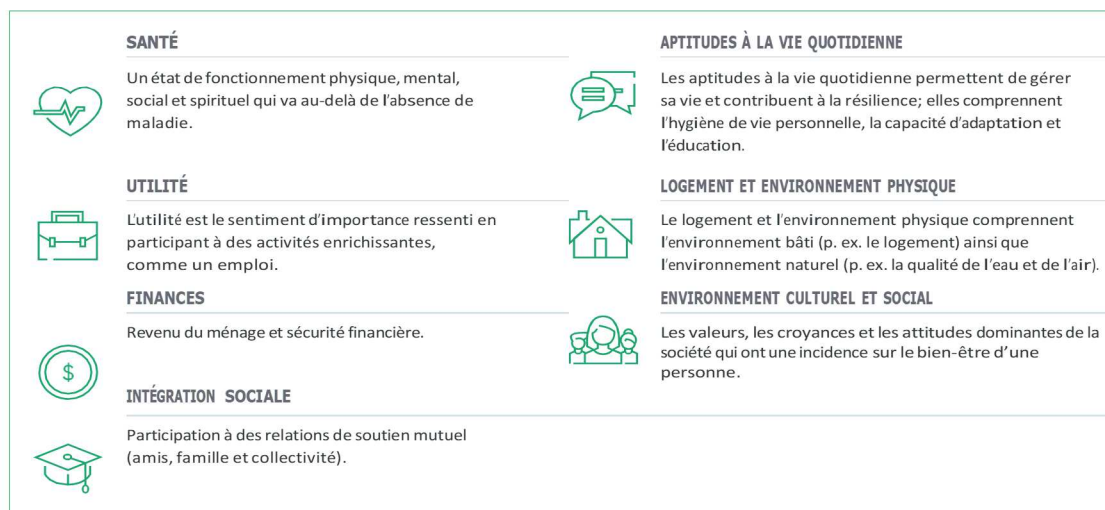 SANTÉ
Un état de fonctionnement physique, mental,
social et spirituel qui va au-delà de l'absence de
maladie.
UTILITÉ
L'utilité est le sentiment d'importance ressenti en
participant à des activités enrichissantes,
comme un emploi.
FINANCES
Revenu du ménage et sécurité financière.
$
INTÉGRATION SOCIALE
Participation à des relations de soutien mutuel
(amis, famille et collectivité).
APTITUDES À LA VIE QUOTIDIENNE
Les aptitudes à la vie quotidienne permettent de gérer
sa vie et contribuent à la résilience; elles comprennent
l'hygiène de vie personnelle, la capacité d'adaptation et
l'éducation.
LOGEMENT ET ENVIRONNEMENT PHYSIQUE
Le logement et l'environnement physique comprennent
l'environnement bâti (p. ex. le logement) ainsi que
l'environnement naturel (p. ex. la qualité de l'eau et de l'air).
ENVIRONNEMENT CULTUREL ET SOCIAL
Les valeurs, les croyances et les attitudes dominantes de la
société qui ont une incidence sur le bien-être d'une
personne.